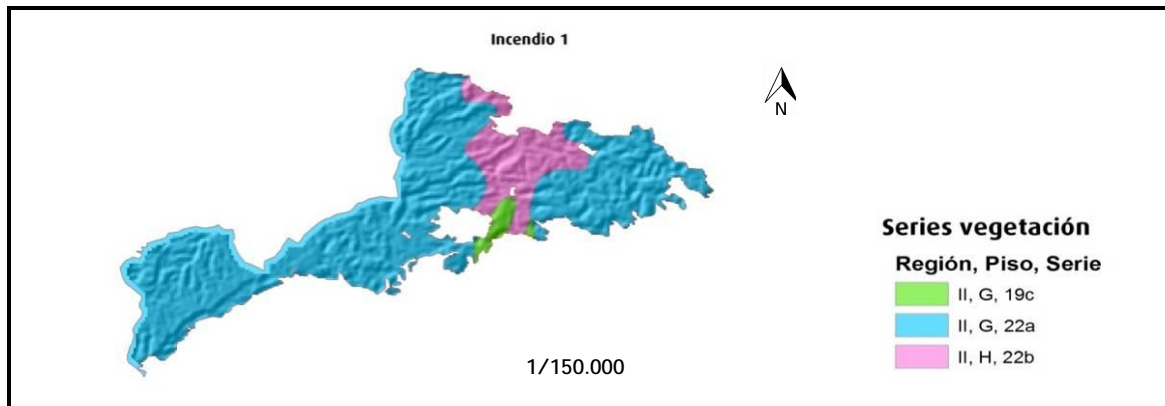 Incendio 1
N
Series vegetación
Región, Piso, Serie
II, G, 19c
II, G, 22a
II, H, 22b
1/150.000